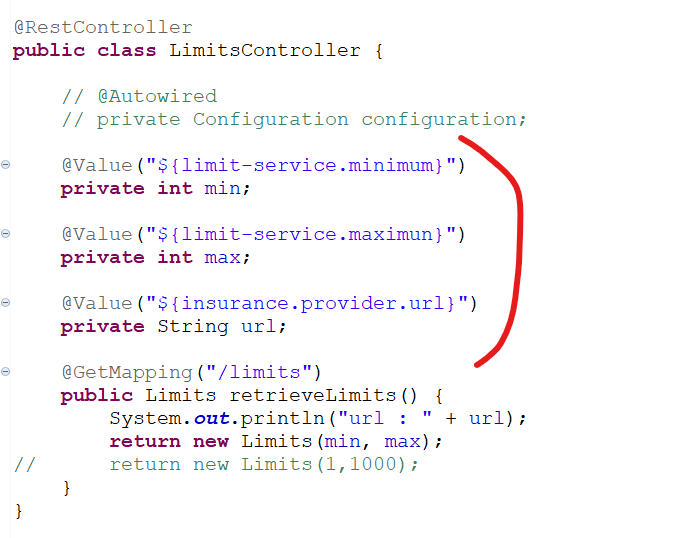 @RestController
public class LimitsController {
// @Autowired
// private Configuration configuration;
@Value("${limit-service.minimum}")
private int min;
@Value("${limit-service.maximun}")
private int max;
@Value("${insurance.provider.url}")
private String url;
@GetMapping("/limits")
public Limits retrieveLimits() {
System.out.println("url : " + url);
return new Limits(min, max);
// return new Limits(1,1000);
}
}